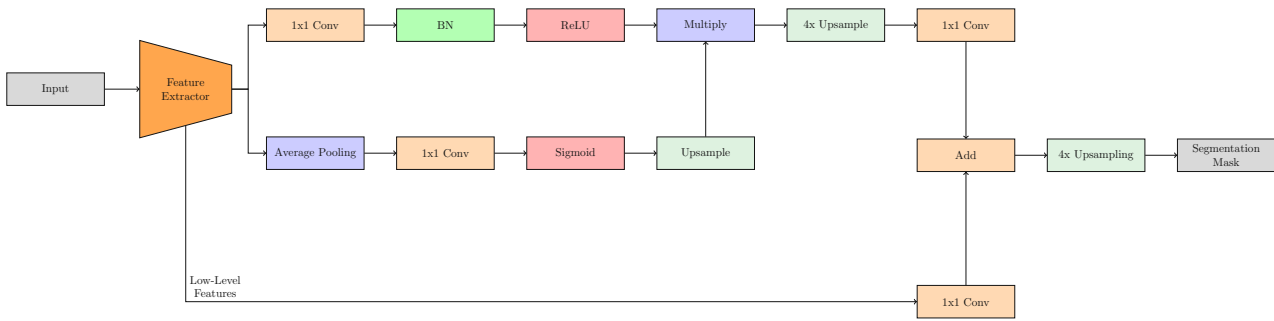 1x1 Conv
BN
ReLU
Multiply
4x Upsample
1x1 Conv
Input
Feature
Extractor
Average Pooling
1x1 Conv
Sigmoid
Upsample
Add
4x Upsampling
Segmentation
Mask
Low-Level
Features
1x1 Conv